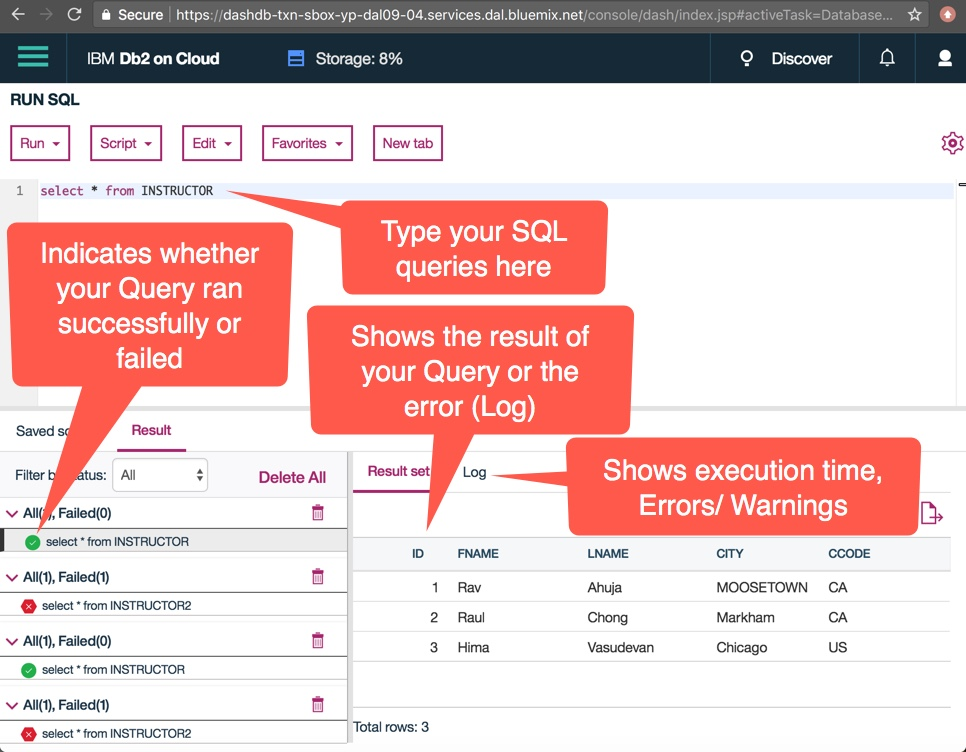 Secure
https://dashdb-txn-sbox-yp-dal09-04.services.dal.bluemix.net/console/dash/index.jsp#activeTask=Database...
IBM Db2 on Cloud
Storage: 8%
Discover
RUN SQL
Run
Script
Edit
Favorites
New tab
1 select * from INSTRUCTOR
Type your SQL
queries here
Indicates whether
your Query ran
successfully or
failed
Shows the result of
your Query or the
error (Log)
Saved
Result
Filter by status:
All
Delete All
Result set
Log
Shows execution time,
Errors/ Warnings
All(1), Failed(0)
select * from INSTRUCTOR
All(1), Failed(1)
select * from INSTRUCTOR2
All(1), Failed(0)
select * from INSTRUCTOR
All(1), Failed(1)
select * from INSTRUCTOR2
ID FNAME LNAME CITY CCODE
1 Rav Ahuja MOOSETOWN CA
2 Raul Chong Markham CA
3 Hima Vasudevan Chicago US
Total rows: 3